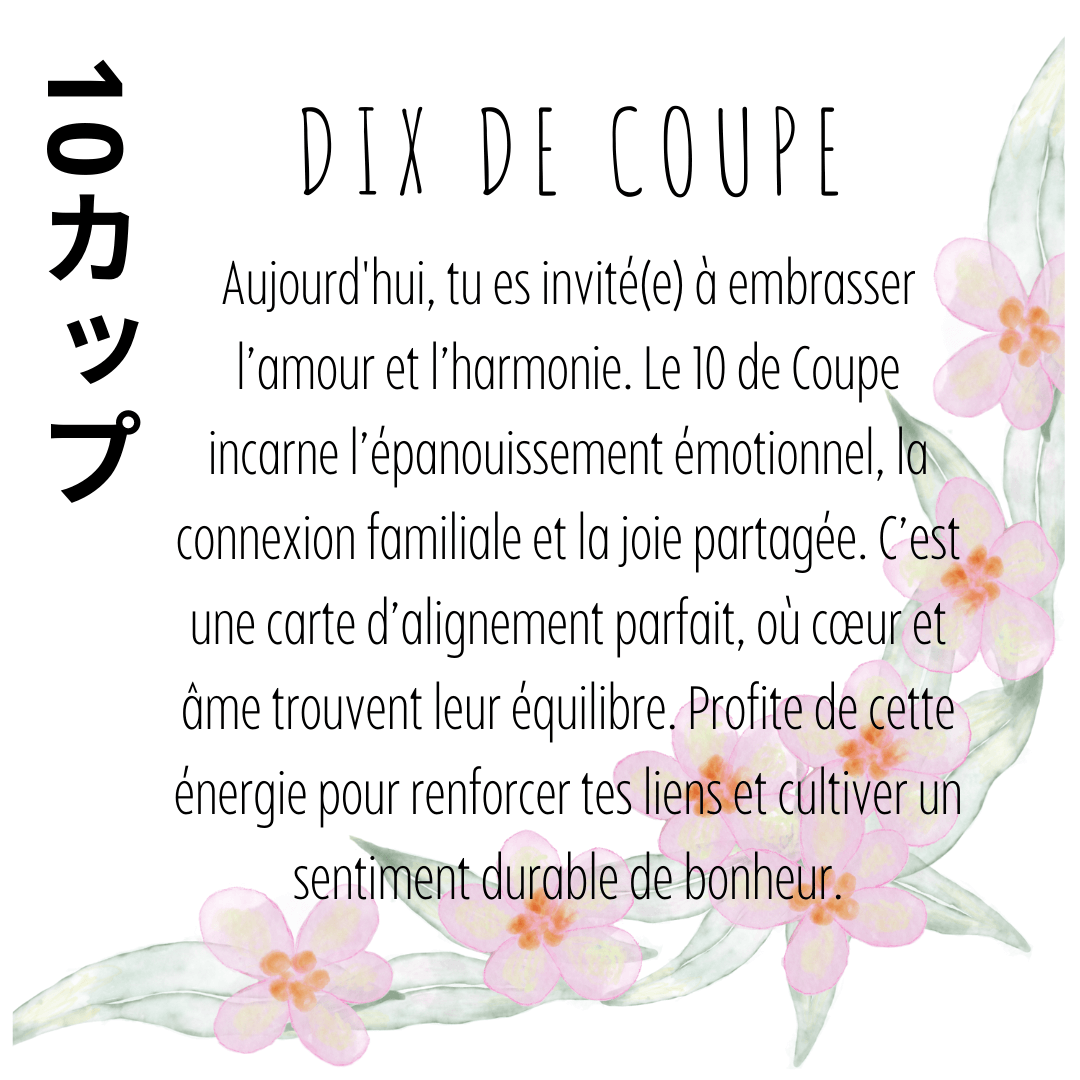 10カップ
DIX DE COUPE
Aujourd'hui, tu es invité(e) à embrasser
l’amour et l’harmonie. Le 10 de Coupe
incarne l’épanouissement émotionnel, la
connexion familiale et la joie partagée. C’est
une carte d’alignement parfait, où cœur et
âme trouvent leur équilibre. Profite de cette
énergie pour renforcer tes liens et cultiver un
sentiment durable de bonheur.